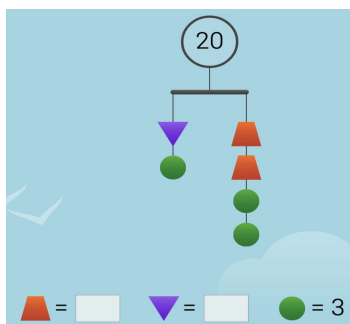 20
= = = 3